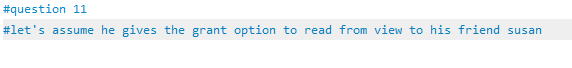 #question 11
#let's assume he gives the grant option to read from view to his friend susan